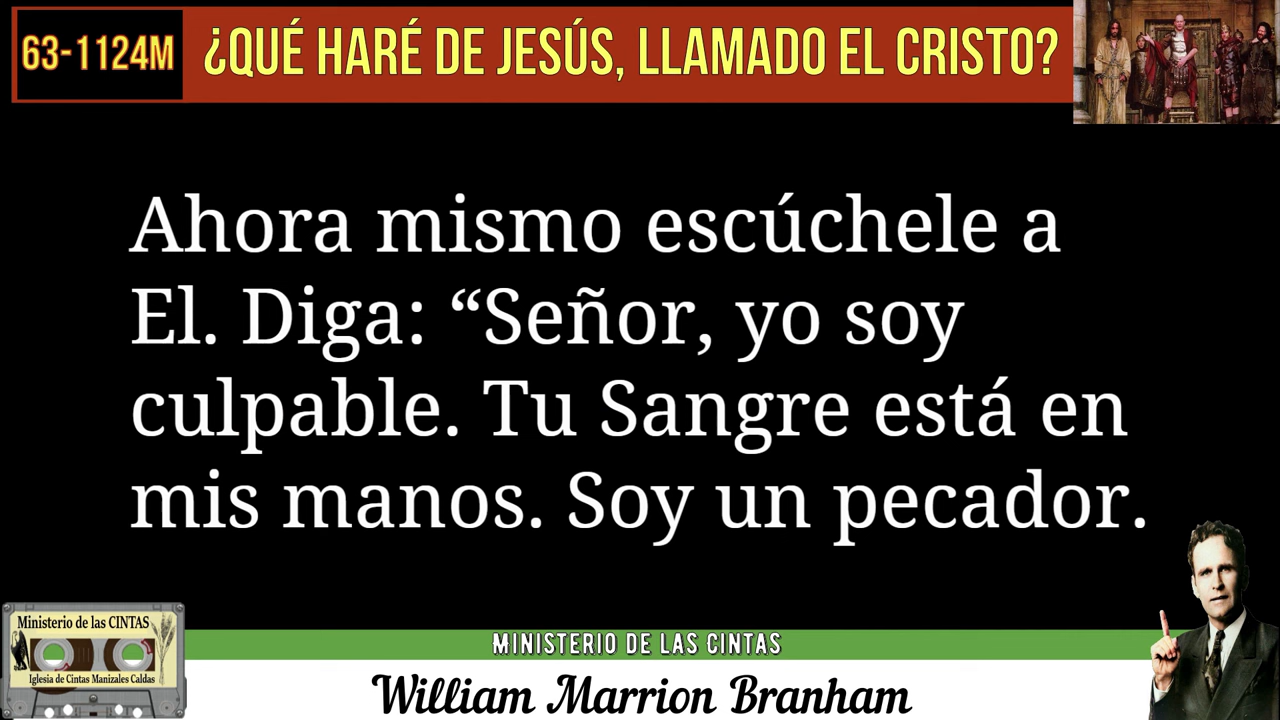 63-1124M
¿QUÉ HARÉ DE JESÚS, LLAMADO EL CRISTO?
Ahora mismo escúchele a
El. Diga: “Señor, yo soy
culpable. Tu Sangre está en
mis manos. Soy un pecador.
Ministerio de las CINTAS
Iglesia de Cintas Manizales Caldas
MINISTERIO DE LAS CINTAS
William Marrion Branham